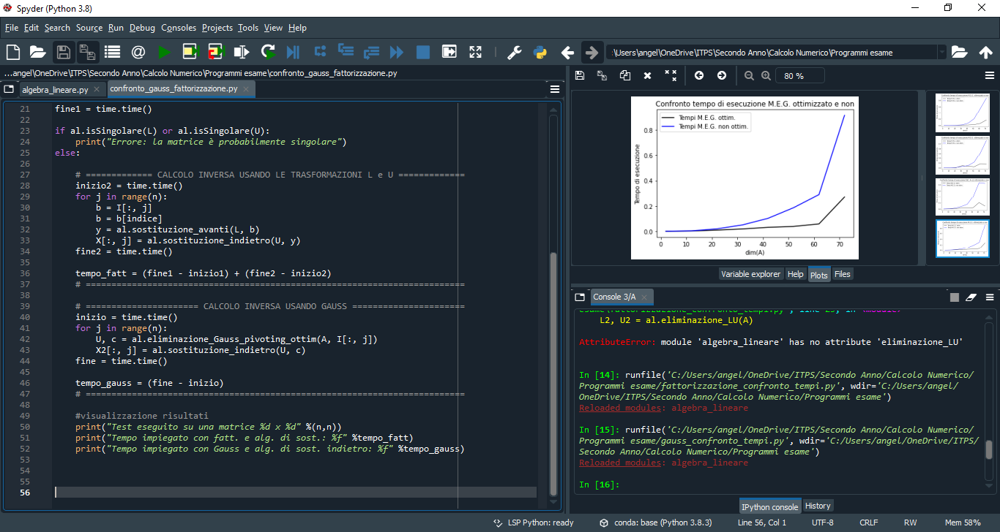 Spyder (Python 3.8)
File Edit Search Source Run Debug Consoles Projects Tools View Help
:\Users\angel\OneDrive\ITPS\Secondo Anno\Calcolo Numerico\Programmi esame
...angel\OneDrive\ITPS\Secondo Anno\Calcolo Numerico\Programmi esame\confronto_gauss_fattorizzazione.py
algebra_lineare.py confronto_gauss_fattorizzazione.py
21 fine1 = time.time()
22
23 if al.isSingolare(L) or al.isSingolare(U):
24 print("Errore: la matrice è probabilmente singolare")
25 else:
26
27 # ============= CALCOLO INVERSA USANDO LE TRASFORMAZIONI L e U =============
28 inizio2 = time.time()
29 for j in range(n):
30 b = I[:, j]
31 b = b[indice]
32 y = al.sostituzione_avanti(L, b)
33 X[:, j] = al.sostituzione_indietro(U, y)
34 fine2 = time.time()
35
36 tempo_fatt = (fine1 - inizio1) + (fine2 - inizio2)
37 # ==========================================================================
38
39 # ====================== CALCOLO INVERSA USANDO GAUSS ======================
40 inizio = time.time()
41 for j in range(n):
42 U, c = al.eliminazione_Gauss_pivoting_ottim(A, I[:, j])
43 X2[:, j] = al.sostituzione_indietro(U, c)
44 fine = time.time()
45
46 tempo_gauss = (fine - inizio)
47 # ==========================================================================
48
49 #visualizzazione risultati
50 print("Test eseguito su una matrice %d x %d" %(n,n))
51 print("Tempo impiegato con fatt. e alg. di sost.: %f" %tempo_fatt)
52 print("Tempo impiegato con Gauss e alg. di sost. indietro: %f" %tempo_gauss)
53
54
55
56
80 %
Confronto tempo di esecuzione M.E.G. ottimizzato e non
Tempi M.E.G. ottim.
Tempi M.E.G. non ottim.
Tempo di esecuzione
0.8
0.6
0.4
0.2
0.0
0 10 20 30 40 50 60 70
dim(A)
Variable explorer Help Plots Files
Console 3/A
esame\fattorizzazione_confronto_tempi.py", line 29, in <module>
L2, U2 = al.eliminazione_LU(A)
AttributeError: module 'algebra_lineare' has no attribute 'eliminazione_LU'
In [14]: runfile('C:/Users/angel/OneDrive/ITPS/Secondo Anno/Calcolo Numerico/
Programmi esame/fattorizzazione_confronto_tempi.py', wdir='C:/Users/angel/
OneDrive/ITPS/Secondo Anno/Calcolo Numerico/Programmi esame')
Reloaded modules: algebra_lineare
In [15]: runfile('C:/Users/angel/OneDrive/ITPS/Secondo Anno/Calcolo Numerico/
Programmi esame/gauss_confronto_tempi.py', wdir='C:/Users/angel/OneDrive/ITPS/
Secondo Anno/Calcolo Numerico/Programmi esame')
Reloaded modules: algebra_lineare
In [16]:
IPython console History
LSP Python: ready conda: base (Python 3.8.3) Line 56, Col 1 UTF-8 CRLF RW Mem 58%